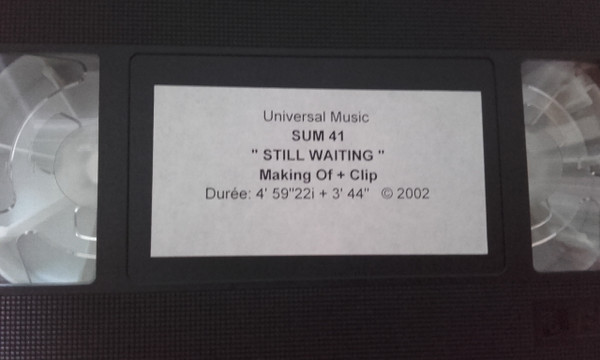 Universal Music
SUM 41
" STILL WAITING "
Making Of + Clip
Durée: 4' 59"22i + 3' 44" © 2002